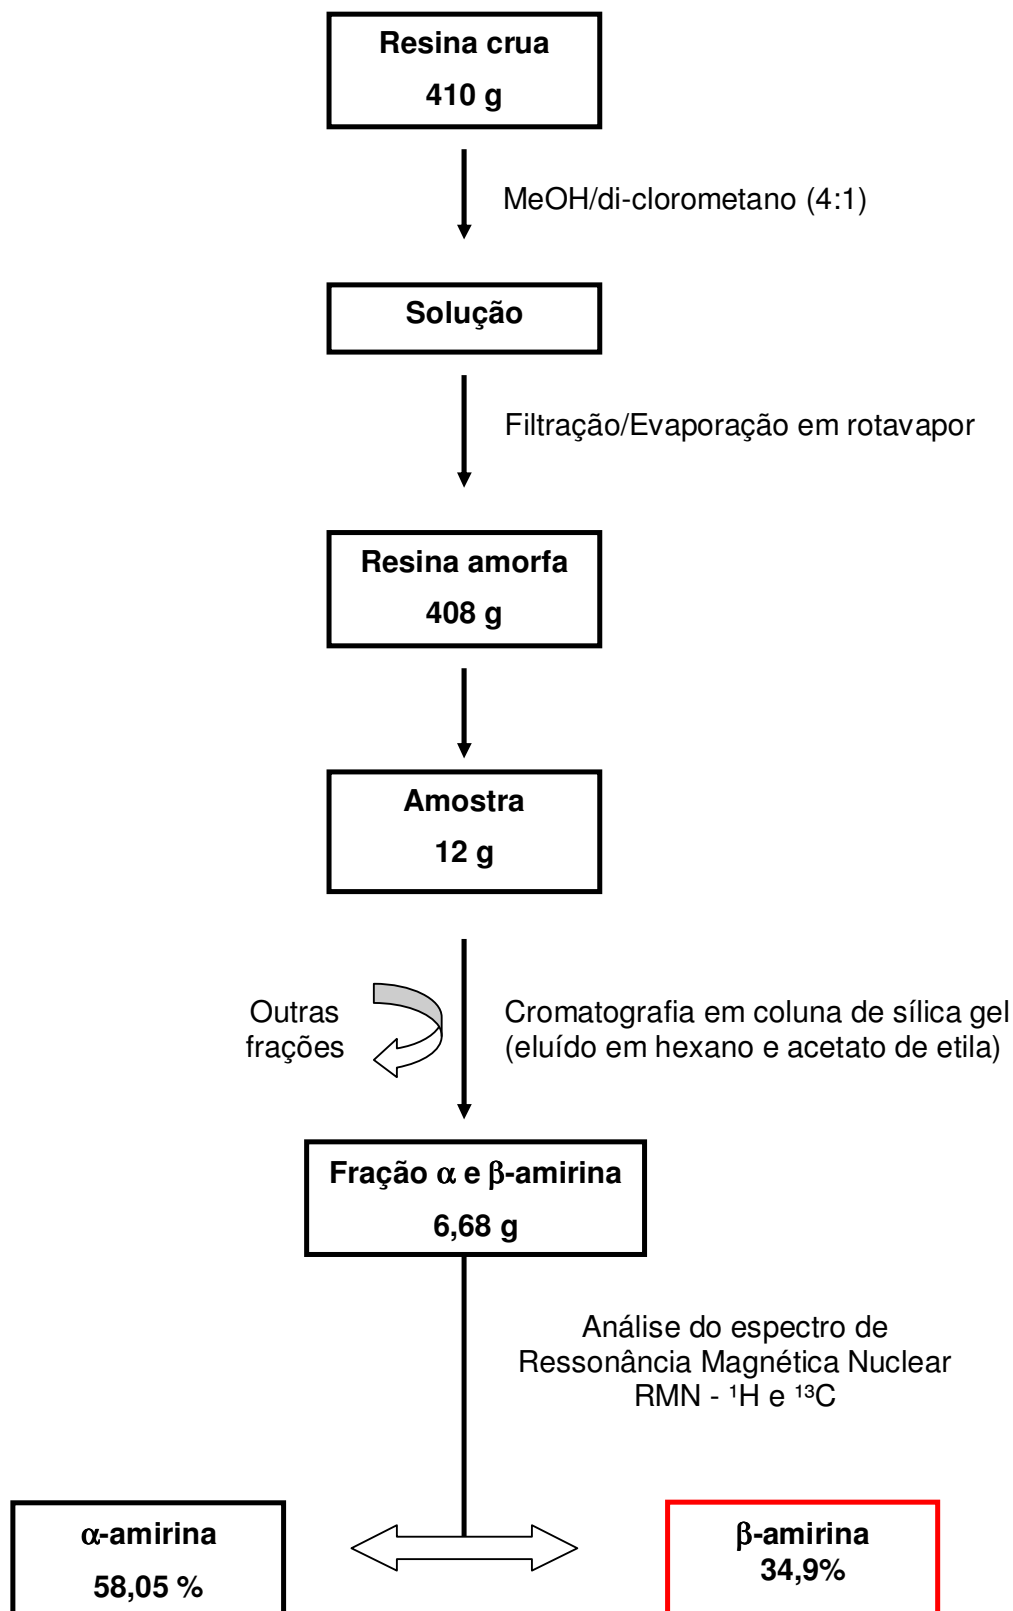 Resina crua
410 g
MeOH/di-clorometano (4:1)
Solução
Filtração/Evaporação em rotavapor
Resina amorfa
408 g
Amostra
12 g
Outras
frações
Cromatografia em coluna de sílica gel
(eluído em hexano e acetato de etila)
Fração α e β-amirina
6,68 g
Análise do espectro de
Ressonância Magnética Nuclear
RMN - ¹H e ¹³C
α-amirina
58,05 %
β-amirina
34,9%